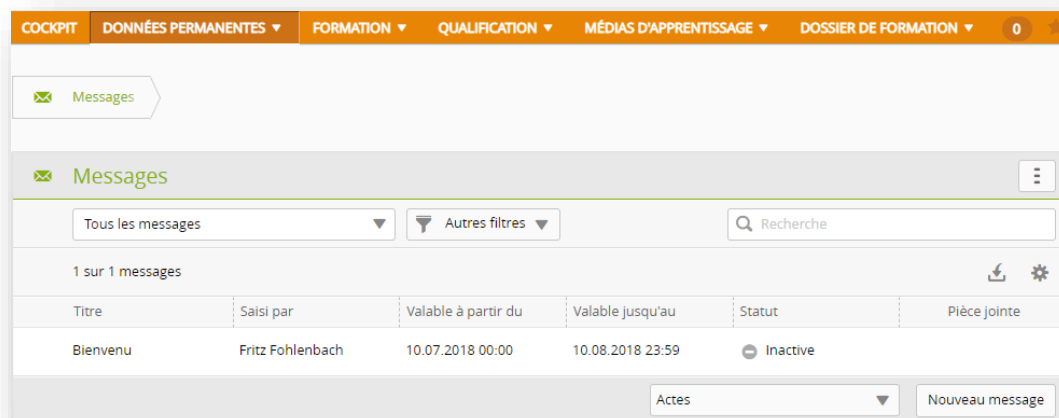 COCKPIT DONNÉES PERMANENTES FORMATION QUALIFICATION MÉDIAS D'APPRENTISSAGE DOSSIER DE FORMATION 0
Messages
Messages
Tous les messages Autres filtres Recherche
1 sur 1 messages
Titre Saisi par Valable à partir du Valable jusqu'au Statut Pièce jointe
Bienvenu Fritz Fohlenbach 10.07.2018 00:00 10.08.2018 23:59 Inactive
Actes Nouveau message